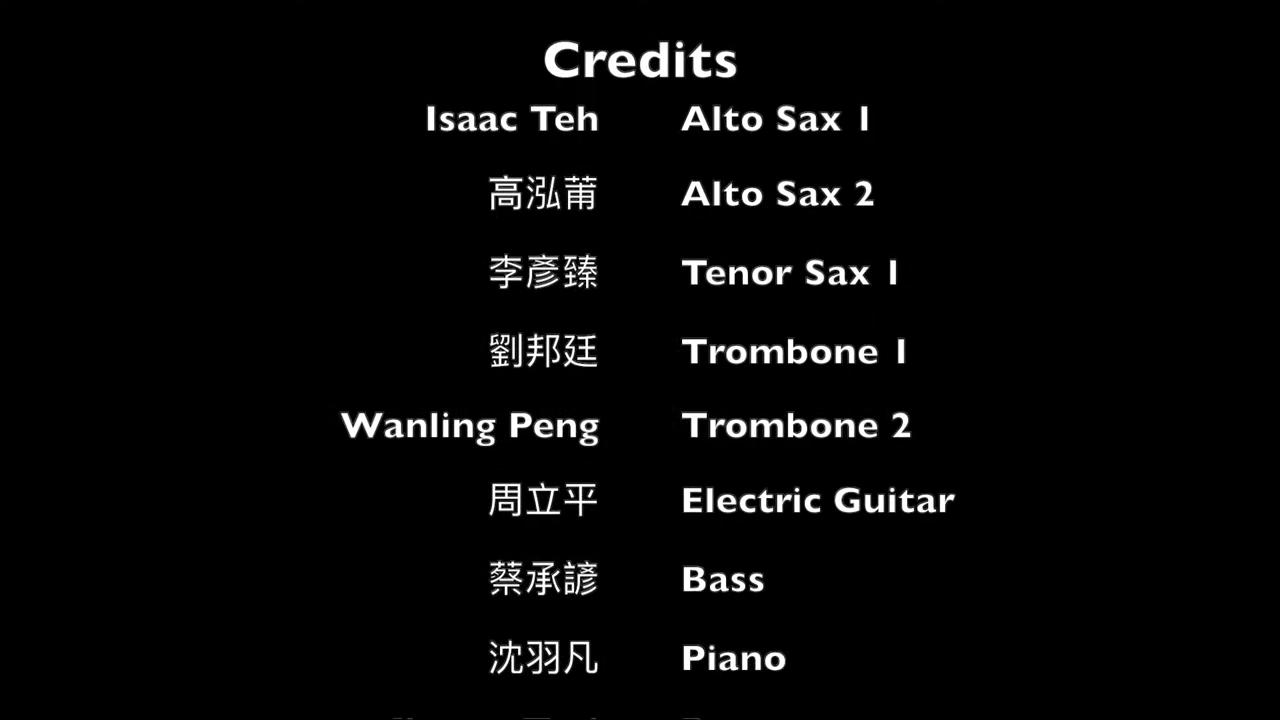 Credits
Isaac Teh Alto Sax 1
高泓莆 Alto Sax 2
李彥臻 Tenor Sax 1
劉邦廷 Trombone 1
Wanling Peng Trombone 2
周立平 Electric Guitar
蔡承諺 Bass
沈羽凡 Piano